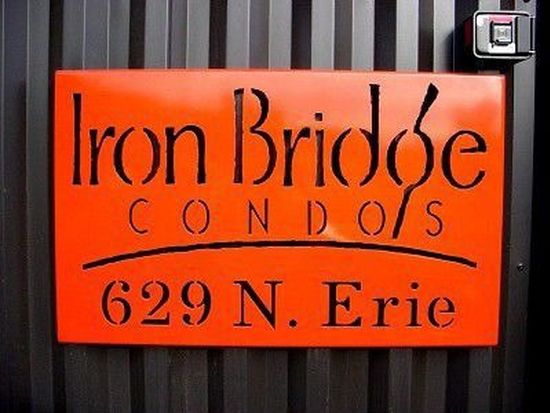 Iron Bridge
CONDOS
629 N. Erie